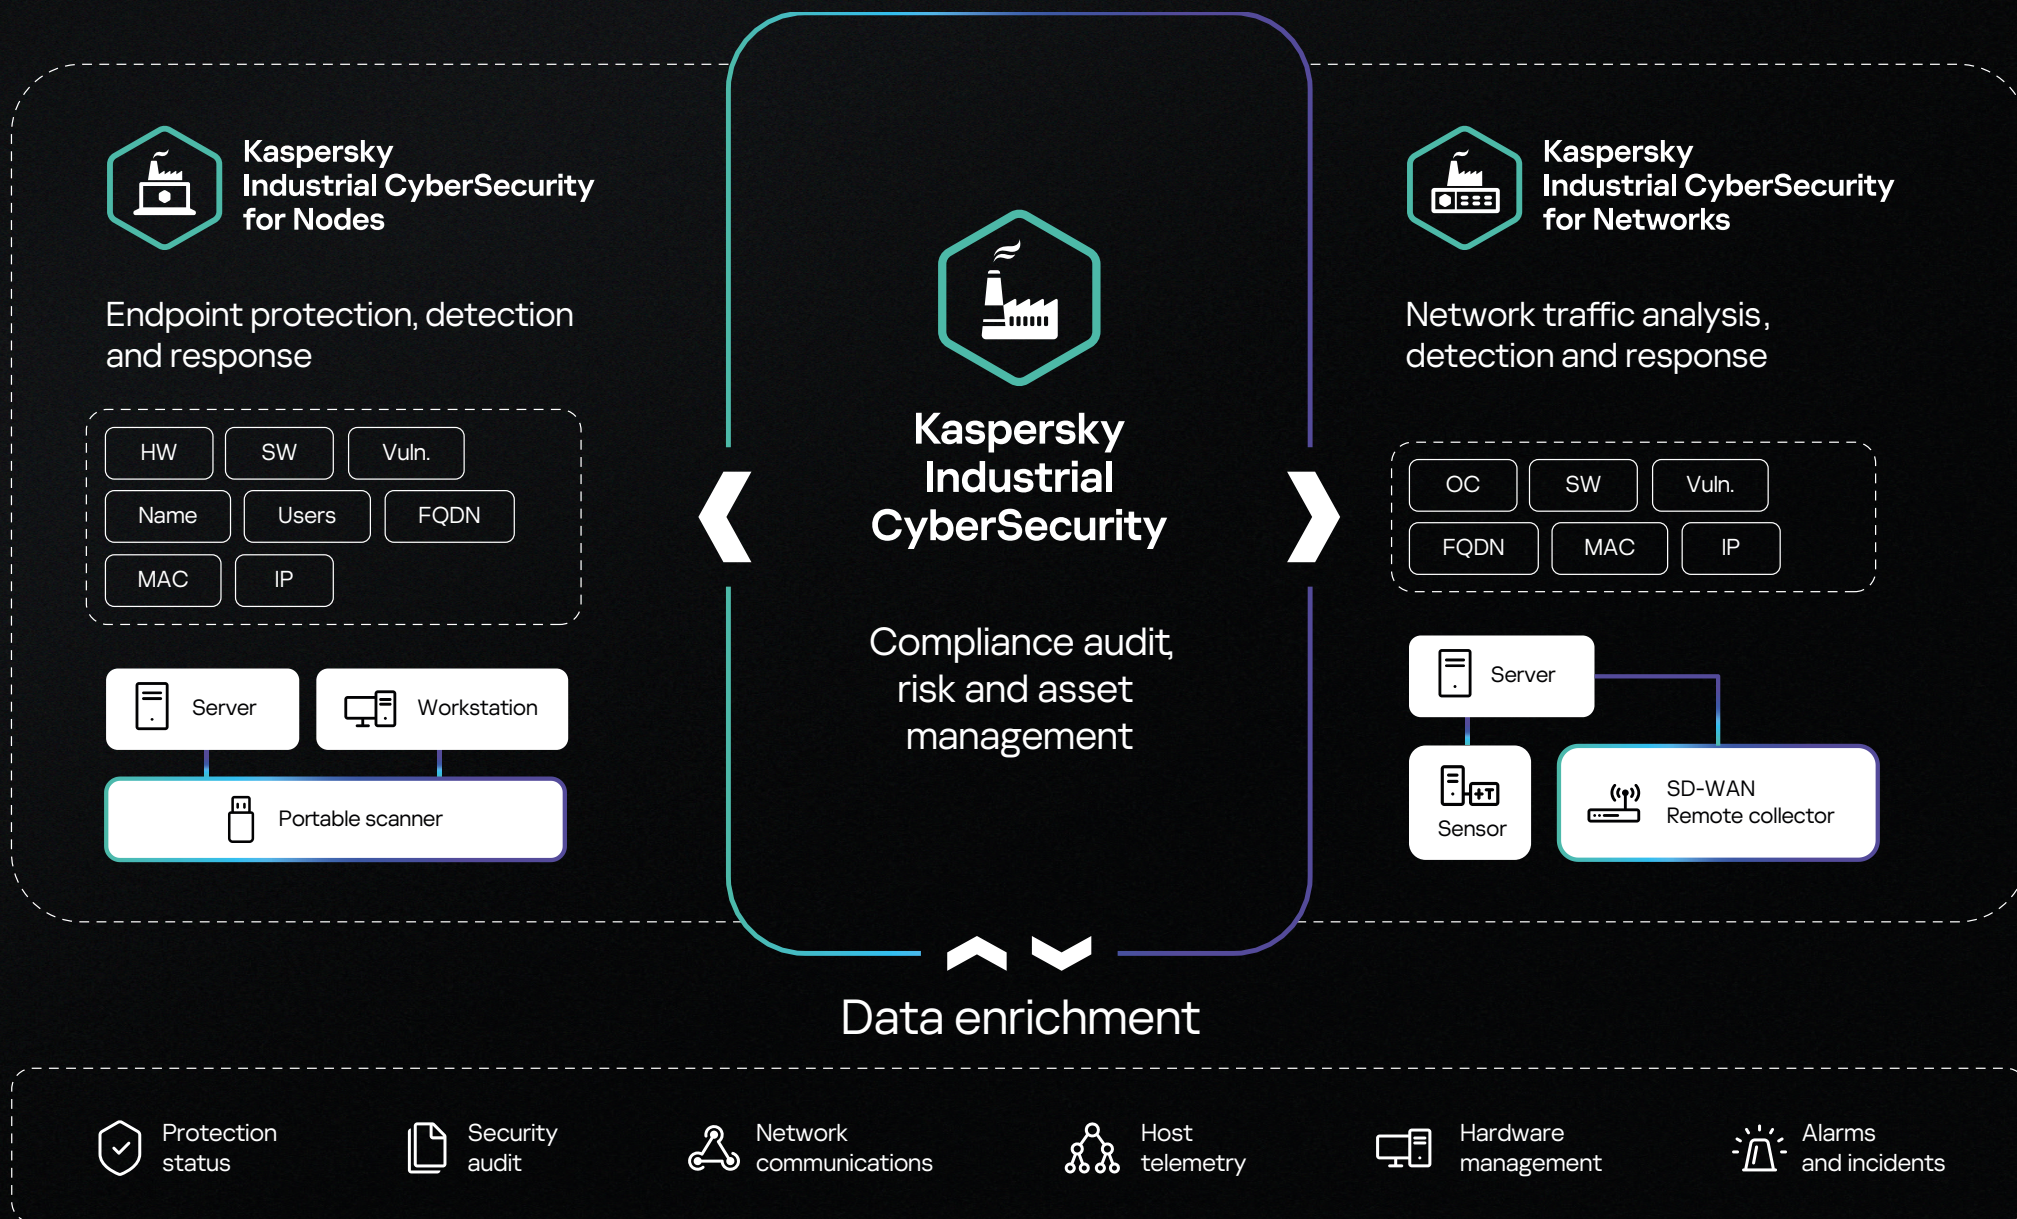 Kaspersky
Industrial CyberSecurity
for Nodes
Endpoint protection, detection
and response
HW
SW
Vuln.
Name
Users
FQDN
MAC
IP
Server
Workstation
Portable scanner
Kaspersky
Industrial
CyberSecurity
Compliance audit,
risk and asset
management
Kaspersky
Industrial CyberSecurity
for Networks
Network traffic analysis,
detection and response
OC
SW
Vuln.
FQDN
MAC
IP
Server
Sensor
SD-WAN
Remote collector
Data enrichment
Protection
status
Security
audit
Network
communications
Host
telemetry
Hardware
management
Alarms
and incidents